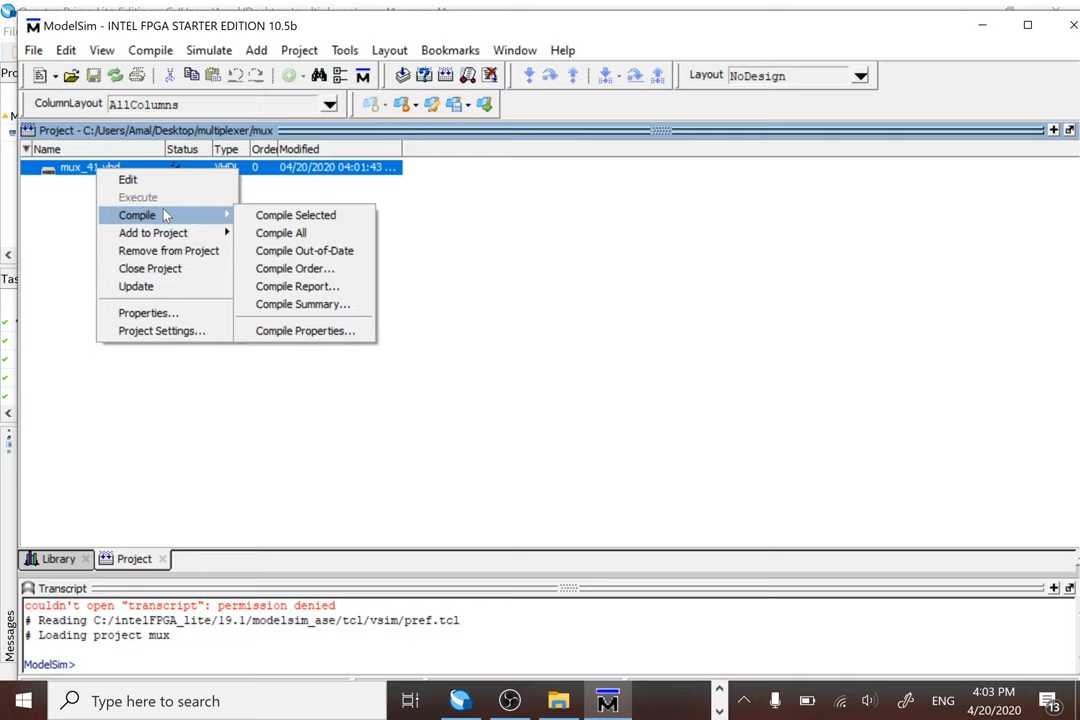 ModelSim - INTEL FPGA STARTER EDITION 10.5b
File Edit View Compile Simulate Add Project Tools Layout Bookmarks Window Help
Layout NoDesign
ColumnLayout AllColumns
Project - C:/Users/Amal/Desktop/multiplexer/mux
Name Status Type Order Modified
mux_41.vhd VHDL 0 04/20/2020 04:01:43 ...
Edit
Execute
Compile
Add to Project
Remove from Project
Close Project
Update
Properties...
Project Settings...
Compile Selected
Compile All
Compile Out-of-Date
Compile Order...
Compile Report...
Compile Summary...
Compile Properties...
Tas
Library Project
Transcript
couldn't open "transcript": permission denied
# Reading C:/intelFPGA_lite/19.1/modelsim_ase/tcl/vsim/pref.tcl
# Loading project mux
ModelSim>
Messages
Type here to search
ENG
4:03 PM
4/20/2020
13